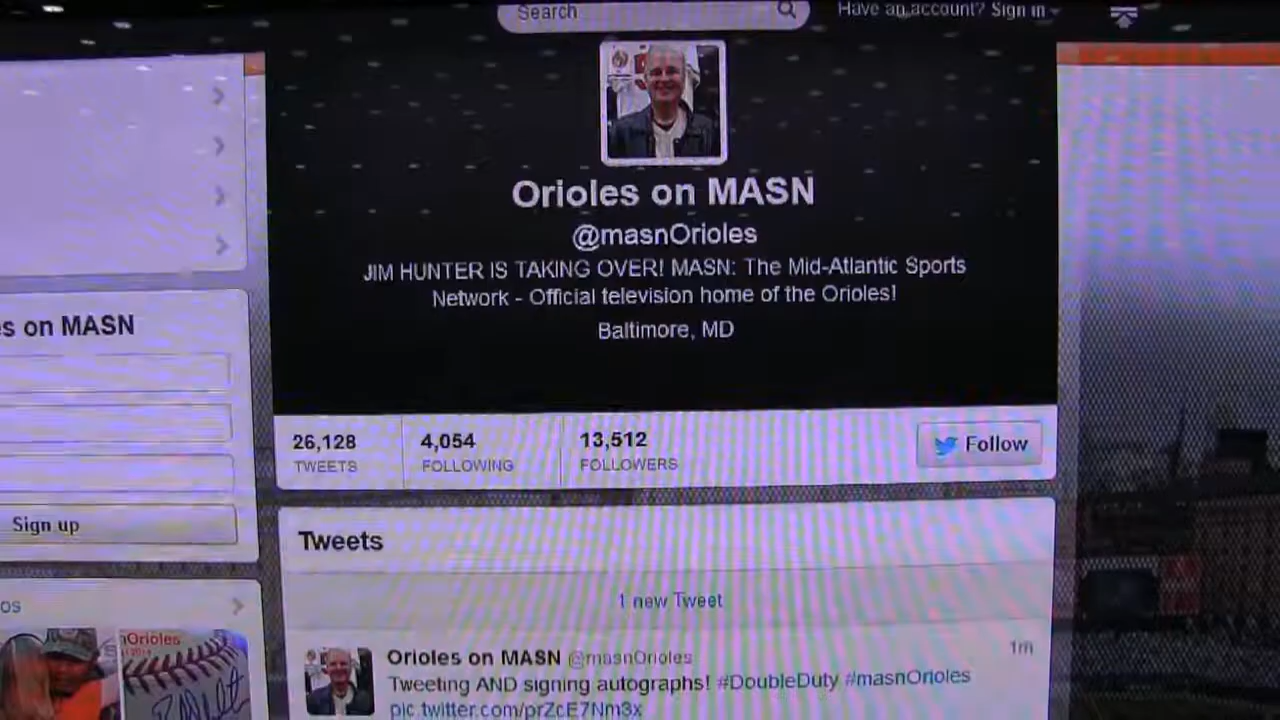 Search
Have an account? Sign in
Orioles on MASN
@masnOrioles
JIM HUNTER IS TAKING OVER! MASN: The Mid-Atlantic Sports
Network - Official television home of the Orioles!
Baltimore, MD
es on MASN
26,128
TWEETS
4,054
FOLLOWING
13,512
FOLLOWERS
Follow
Sign up
Tweets
1 new Tweet
os
nOrioles
Orioles on MASN @masnOrioles
1m
Tweeting AND signing autographs! #DoubleDuty #masnOrioles
pic.twitter.com/prZcE7Nm3x